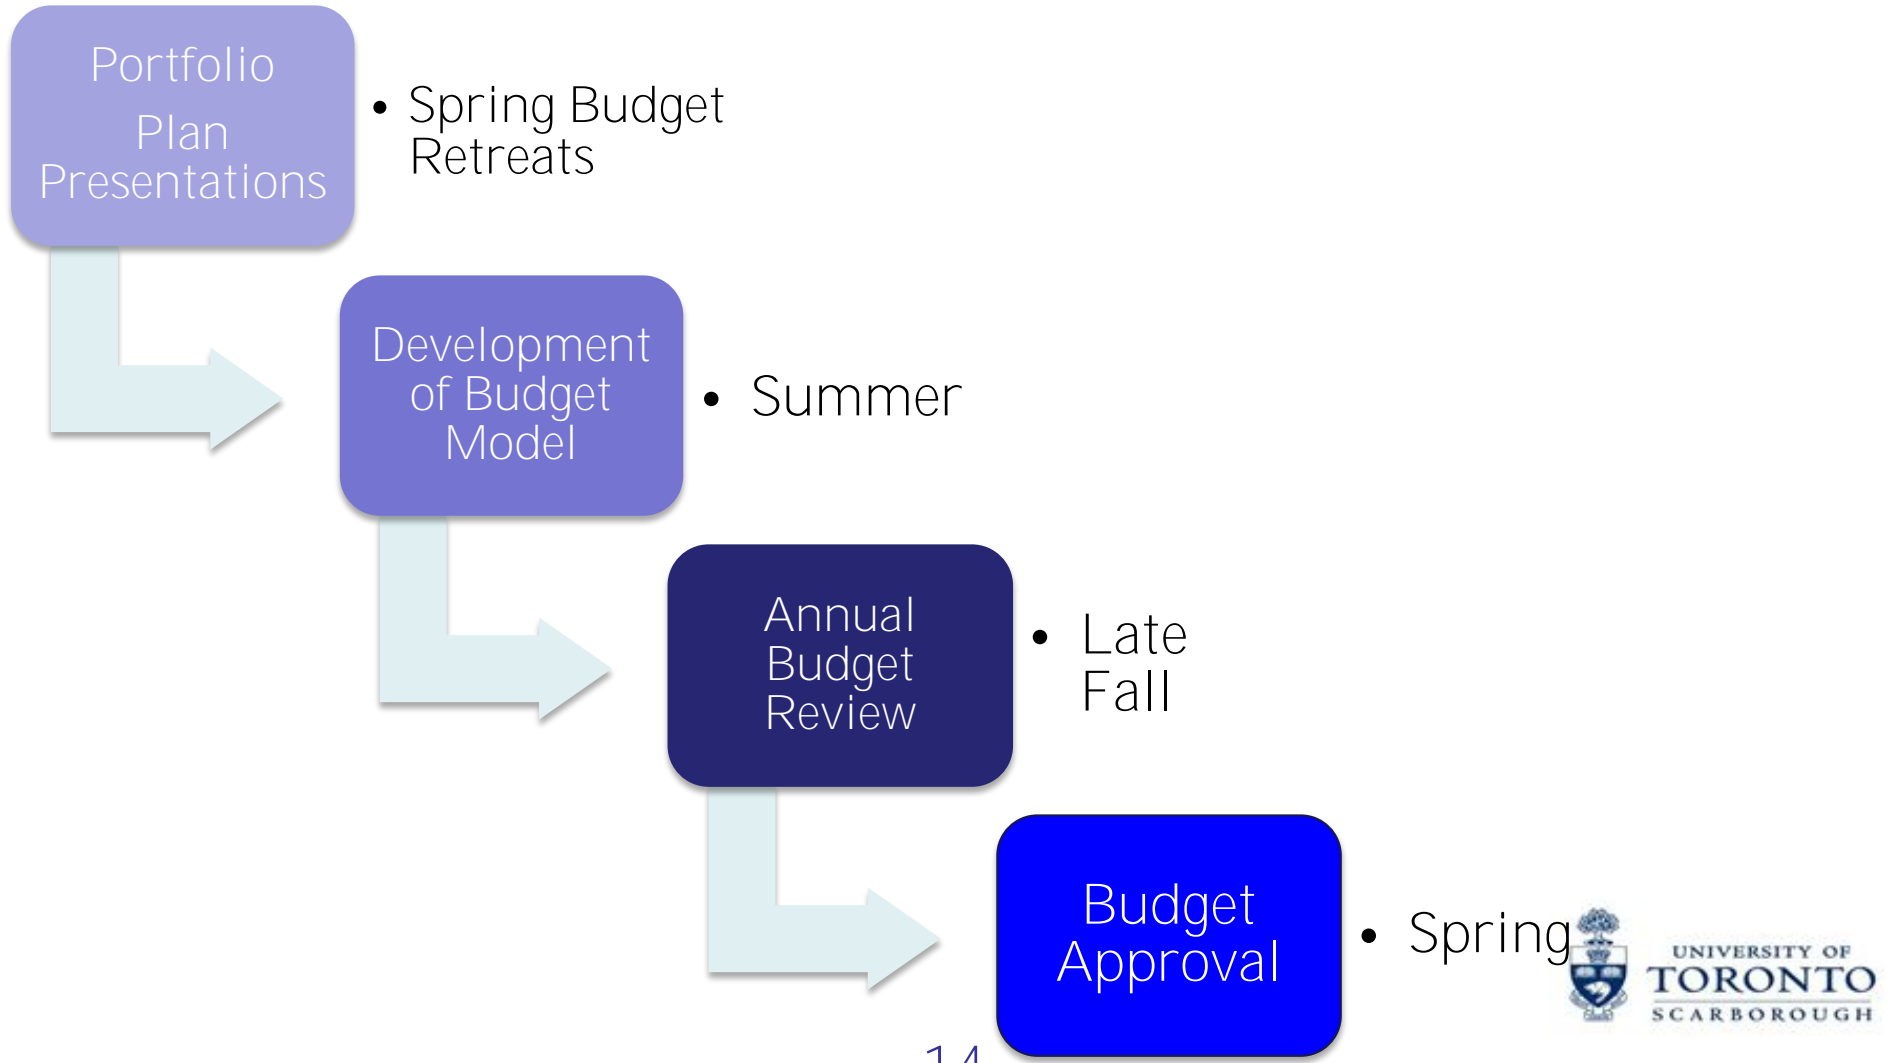 Portfolio
Plan
Presentations
• Spring Budget
Retreats
Development
of Budget
Model
• Summer
Annual
Budget
Review
• Late
Fall
Budget
Approval
• Spring
UNIVERSITY OF
TORONTO
SCARBOROUGH
14